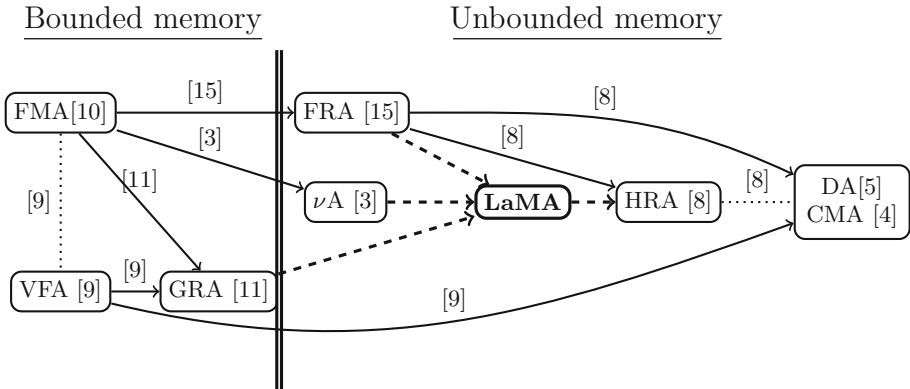 Bounded memory
Unbounded memory
[15]
[8]
FMA[10]
FRA [15]
[3]
[8]
[11]
[9]
νA [3]
LaMA
HRA [8]
[8]
DA[5]
CMA [4]
[9]
VFA [9]
GRA [11]
[9]